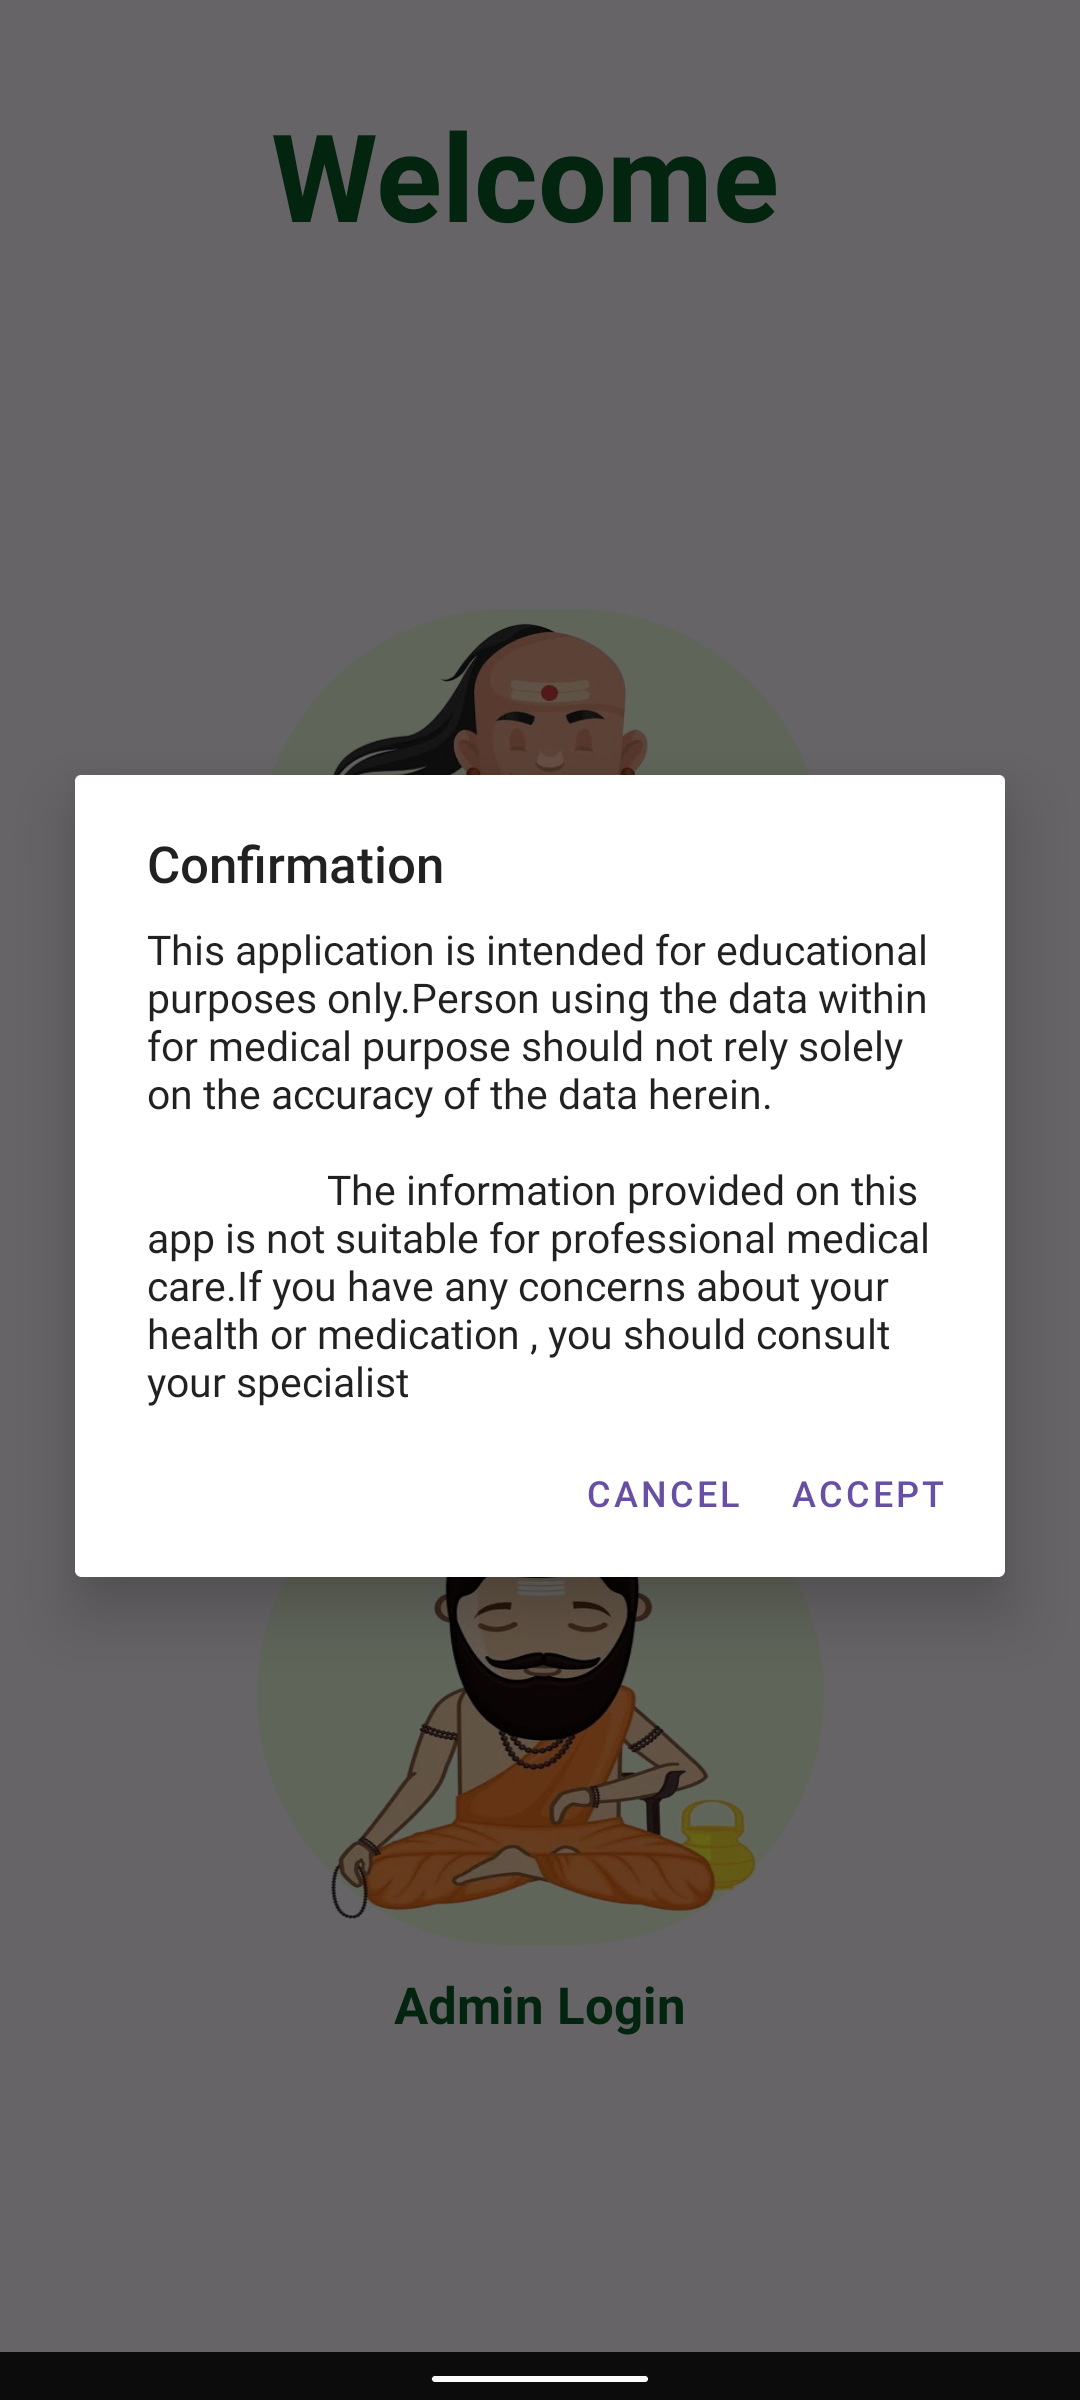 Welcome
Confirmation
This application is intended for educational
purposes only.Person using the data within
for medical purpose should not rely solely
on the accuracy of the data herein.
The information provided on this
app is not suitable for professional medical
care.If you have any concerns about your
health or medication , you should consult
your specialist
CANCEL ACCEPT
Admin Login